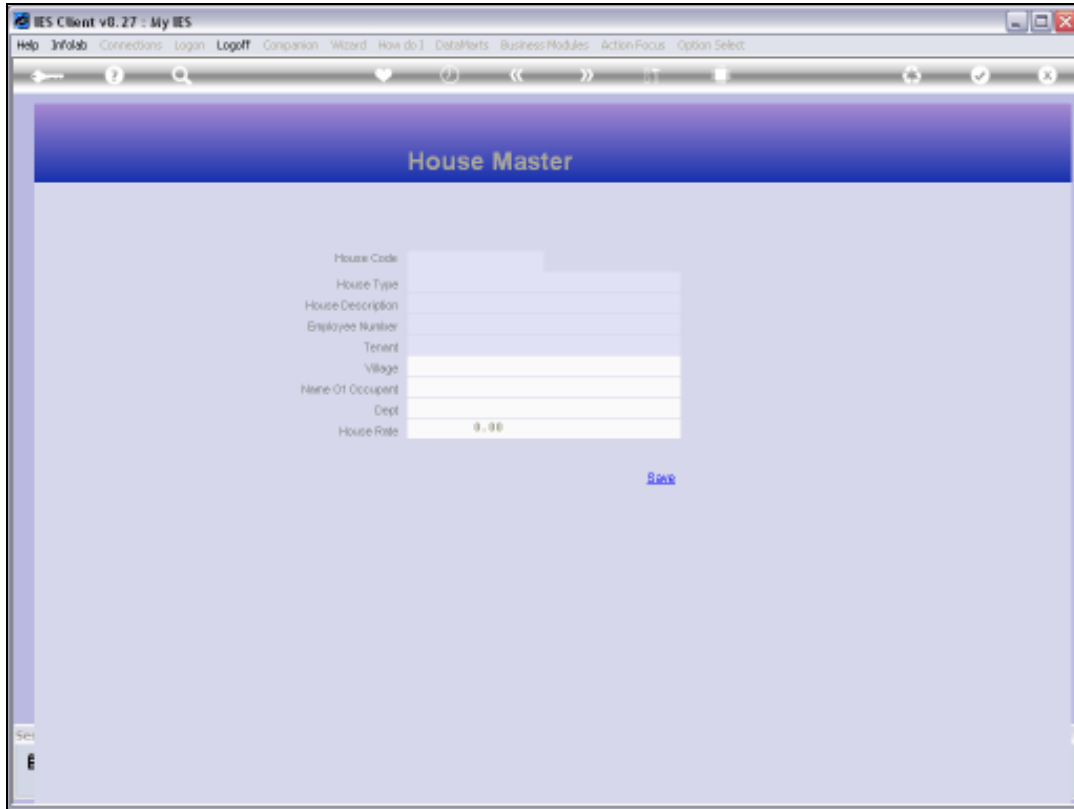 IES Client v8.27 : My IES
Help Infolab Connections Logon Logoff Companion Wizard How do I DataMarts Business Modules Action Focus Option Select
House Master
House Code
House Type
House Description
Employee Number
Tenent
Village
Name Of Occupant
Dept
House Rate 0.00
Save